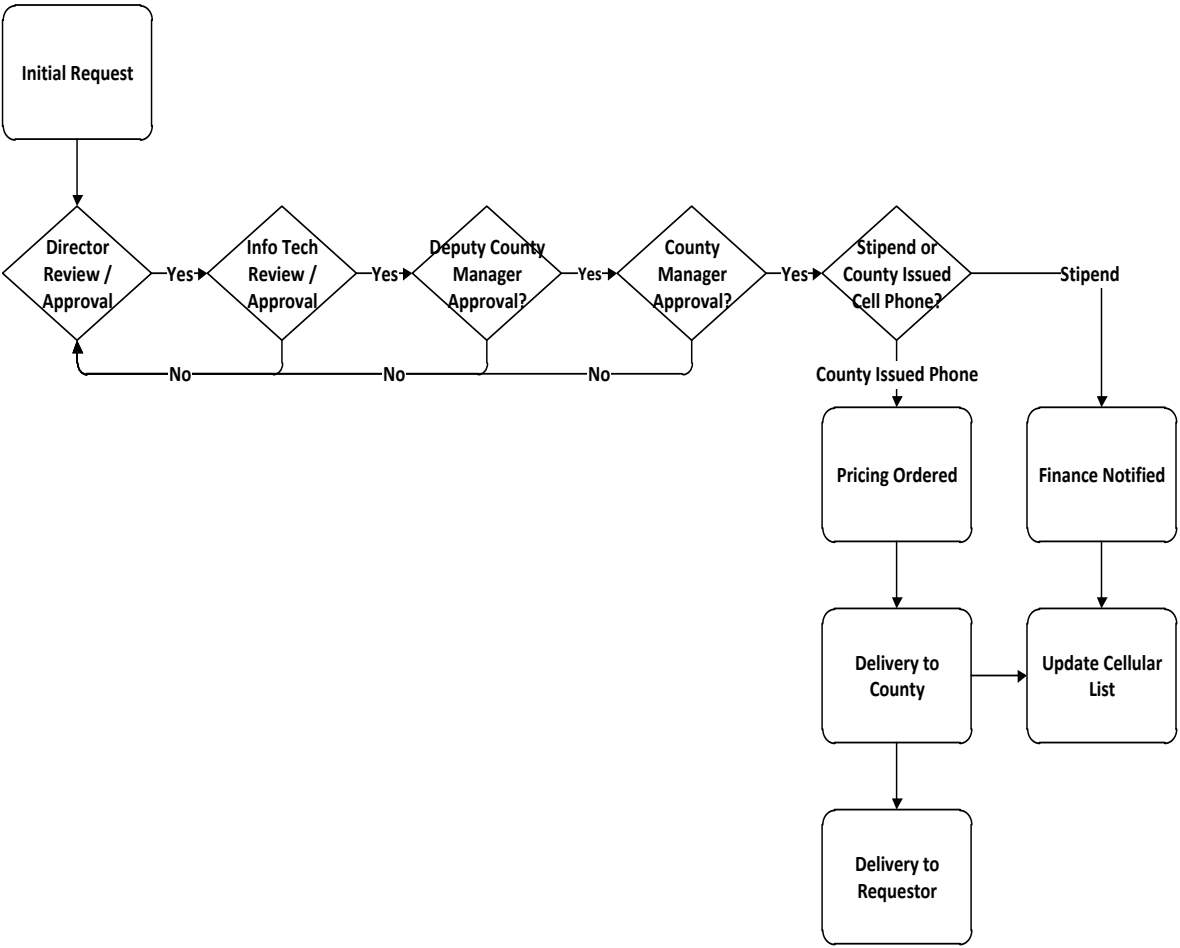 Initial Request
Director
Review /
Approval
Yes
Info Tech
Review /
Approval
Yes
Deputy County
Manager
Approval?
Yes
County
Manager
Approval?
Yes
Stipend or
County Issued
Cell Phone?
Stipend
No
No
No
County Issued Phone
Pricing Ordered
Finance Notified
Delivery to
County
Update Cellular
List
Delivery to
Requestor